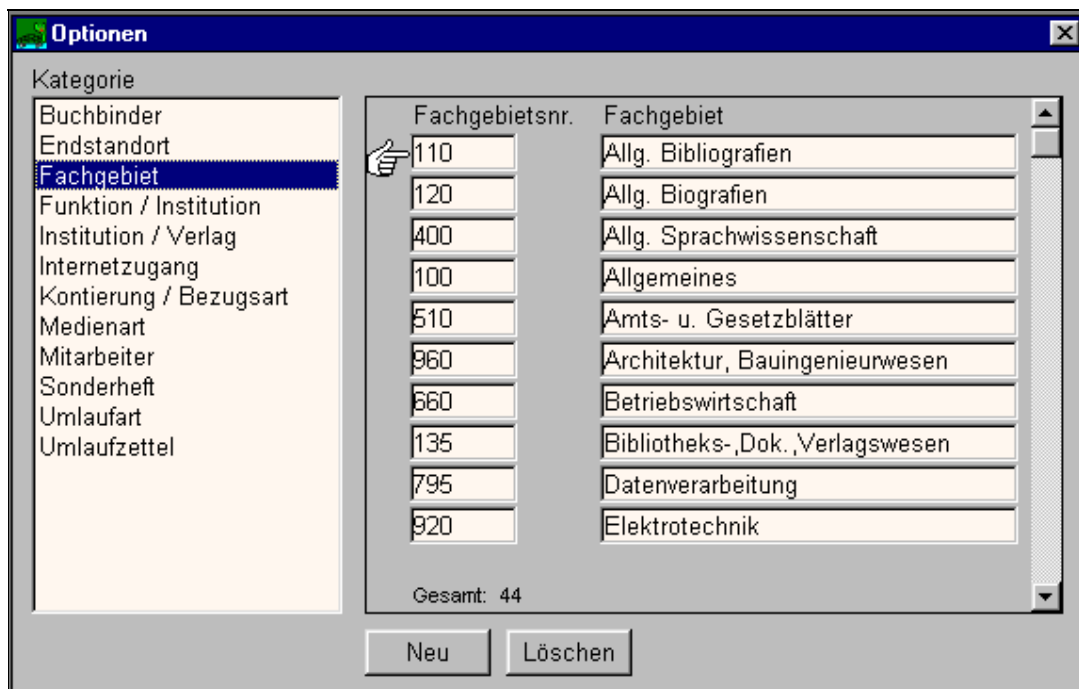 Optionen
Kategorie
Buchbinder
Endstandort
Fachgebiet
Funktion / Institution
Institution / Verlag
Internetzugang
Kontierung / Bezugsart
Medienart
Mitarbeiter
Sonderheft
Umlaufart
Umlaufzettel
Fachgebietsnr. Fachgebiet
110 Allg. Bibliografien
120 Allg. Biografien
400 Allg. Sprachwissenschaft
100 Allgemeines
510 Amts- u. Gesetzblätter
960 Architektur, Bauingenieurwesen
660 Betriebswirtschaft
135 Bibliotheks-,Dok.,Verlagswesen
795 Datenverarbeitung
920 Elektrotechnik
Gesamt: 44
Neu Löschen